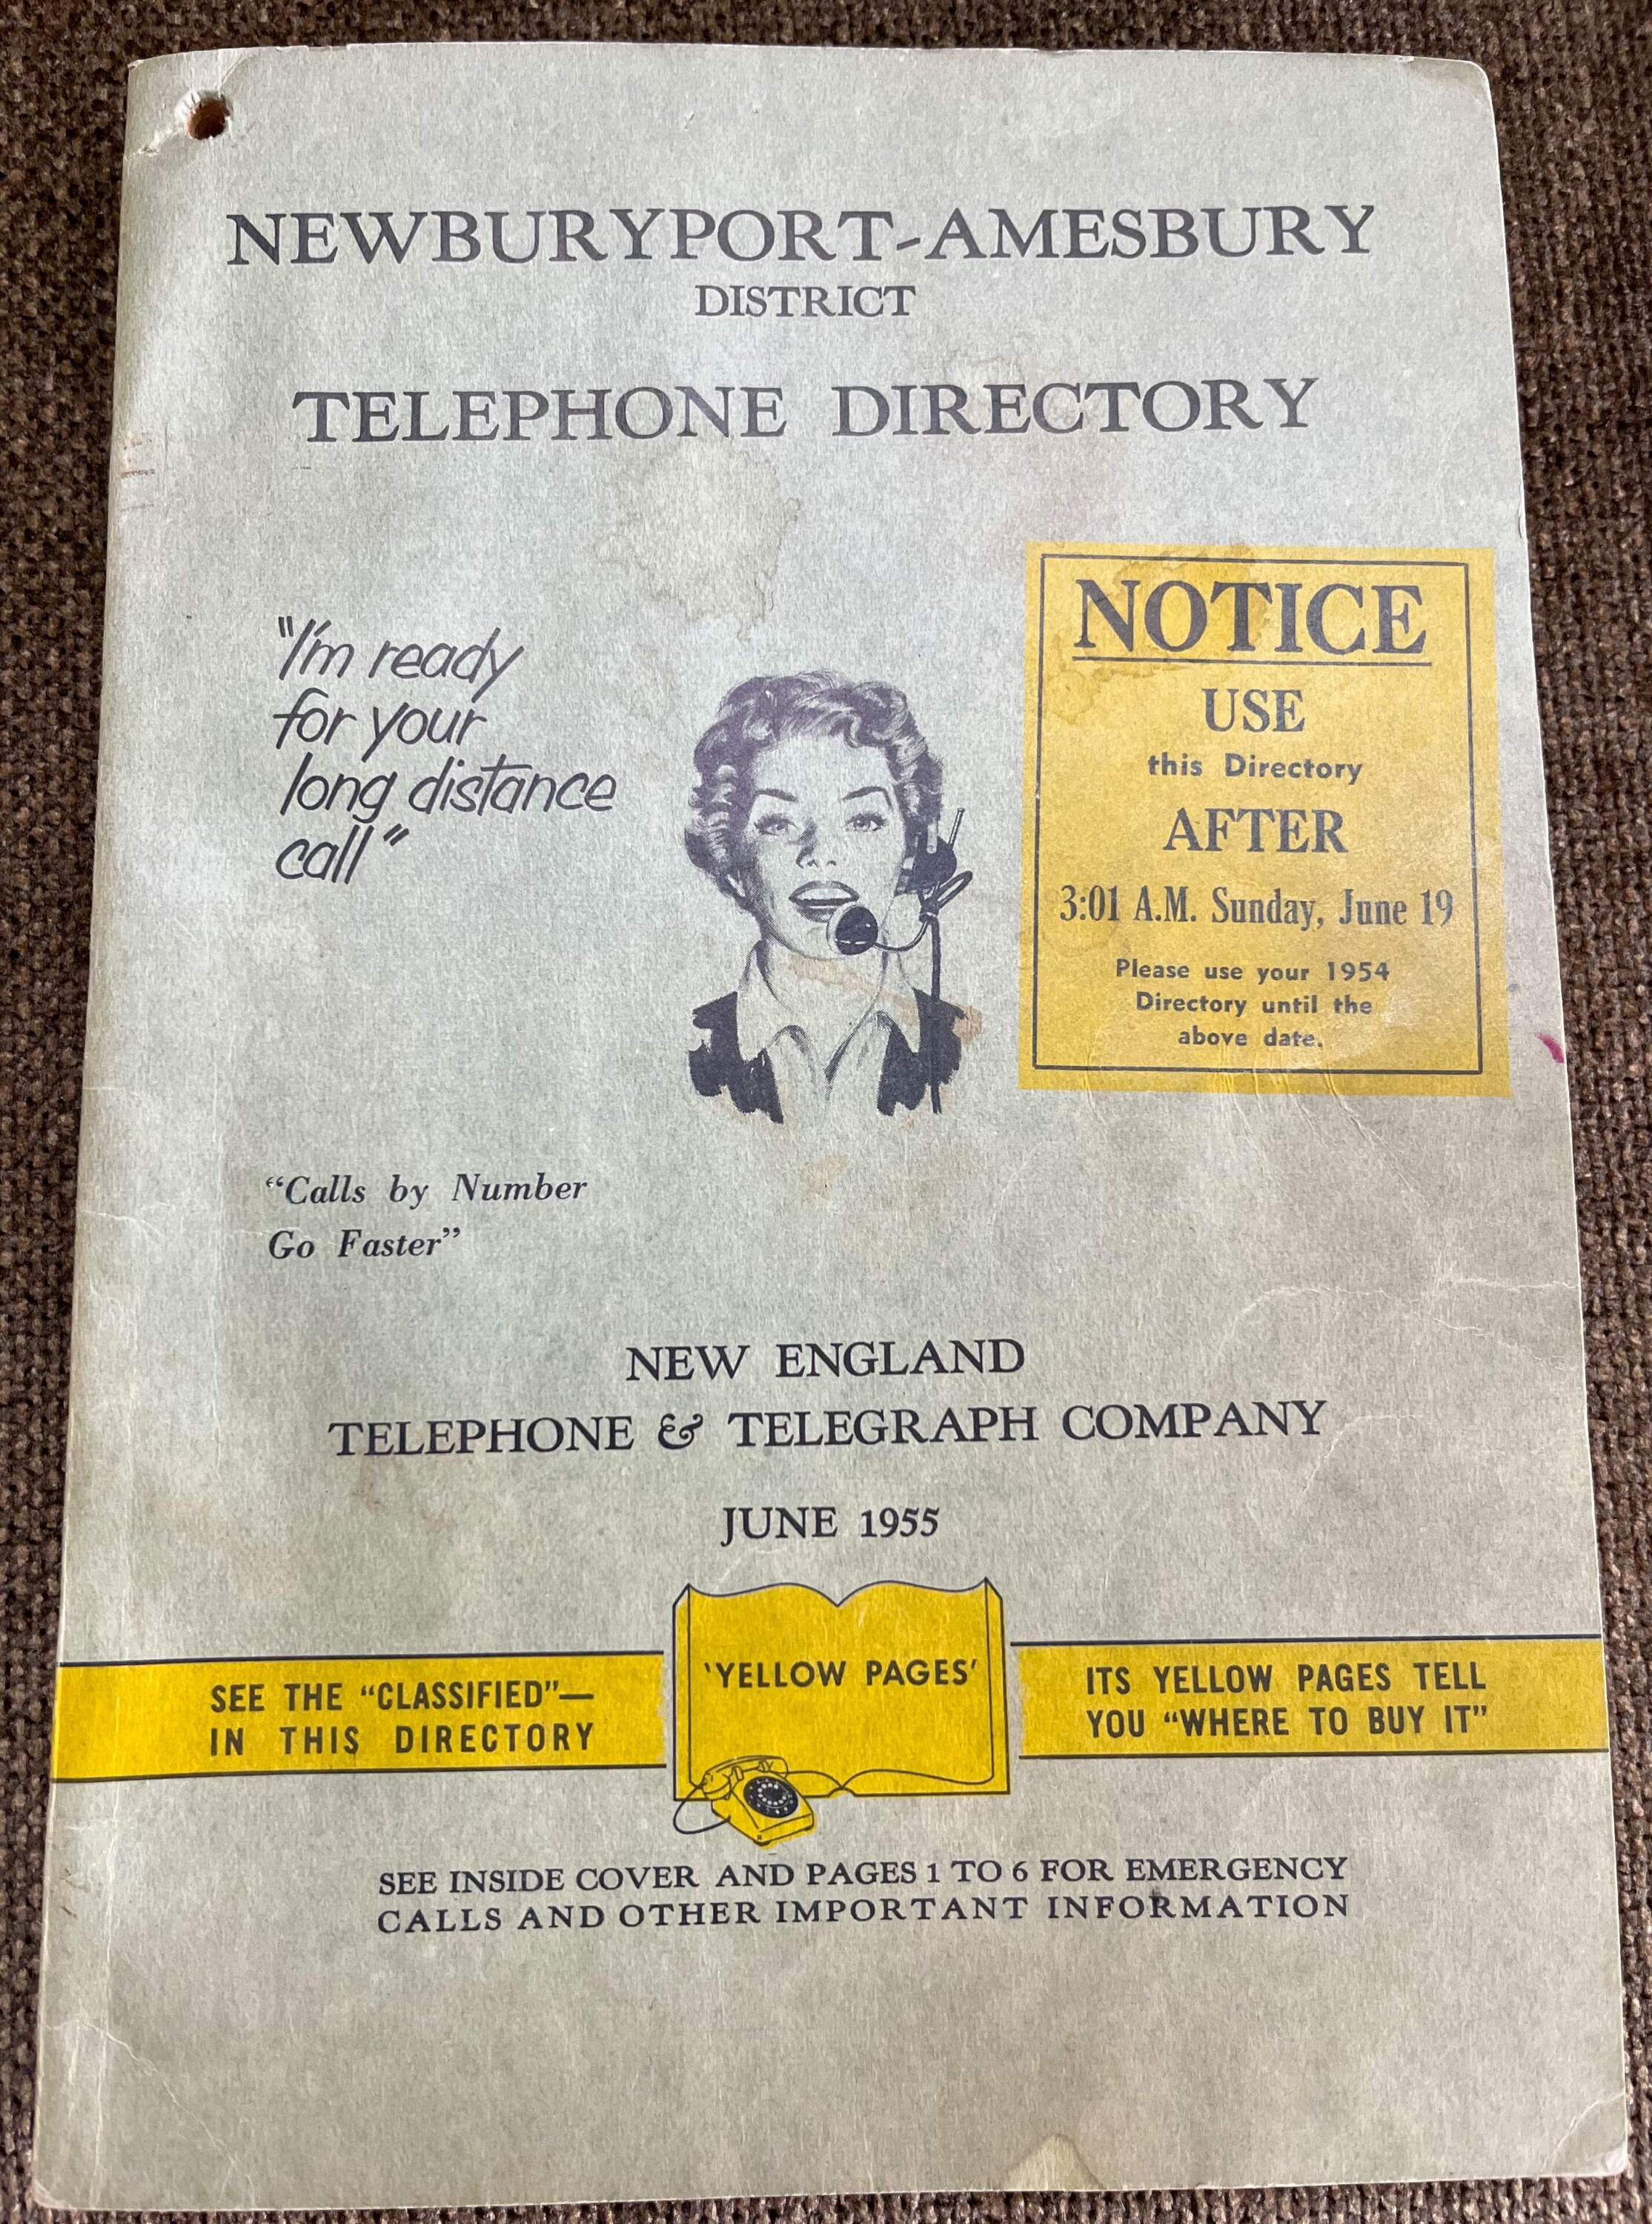 NEWBURYPORT-AMESBURY
DISTRICT
TELEPHONE DIRECTORY
"I'm ready
for your
long distance
call"
NOTICE
USE
this Directory
AFTER
3:01 A.M. Sunday, June 19
Please use your 1954
Directory until the
above date.
"Calls by Number
Go Faster"
NEW ENGLAND
TELEPHONE & TELEGRAPH COMPANY
JUNE 1955
SEE THE "CLASSIFIED"—
IN THIS DIRECTORY
'YELLOW PAGES'
ITS YELLOW PAGES TELL
YOU "WHERE TO BUY IT"
SEE INSIDE COVER AND PAGES 1 TO 6 FOR EMERGENCY
CALLS AND OTHER IMPORTANT INFORMATION